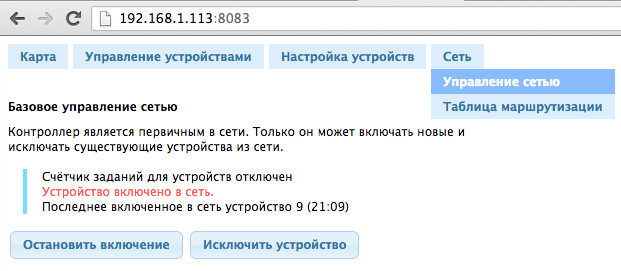 192.168.1.113:8083
Карта Управление устройствами Настройка устройств Сеть
Управление сетью
Таблица маршрутизации
Базовое управление сетью
Контроллер является первичным в сети. Только он может включать новые и
исключать существующие устройства из сети.
Счётчик заданий для устройств отключен
Устройство включено в сеть.
Последнее включенное в сеть устройство 9 (21:09)
Остановить включение Исключить устройство